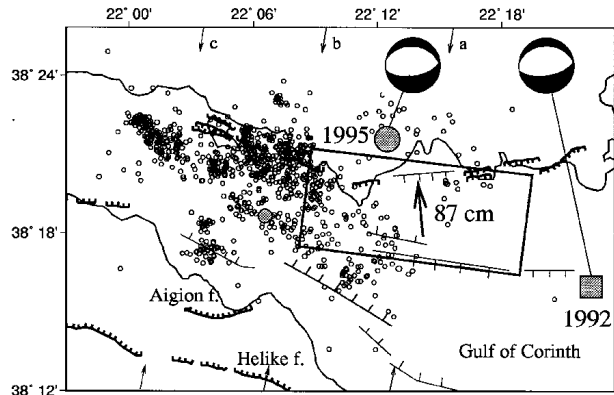 22° 00' 22° 06' 22° 12' 22° 18'
c b a
38° 24'
1995
87 cm
38° 18'
Aigion f.
1992
Helike f.
Gulf of Corinth
38° 12'